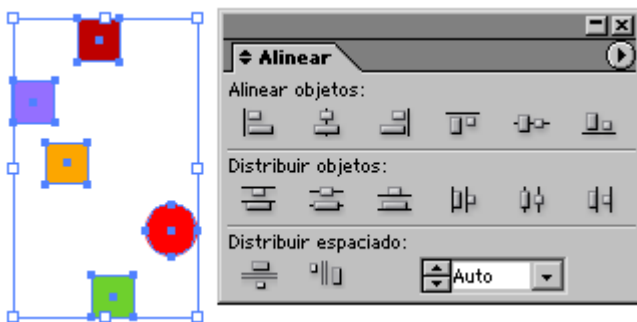 Alinear
Alinear objetos:
Distribuir objetos:
Distribuir espaciado:
Auto